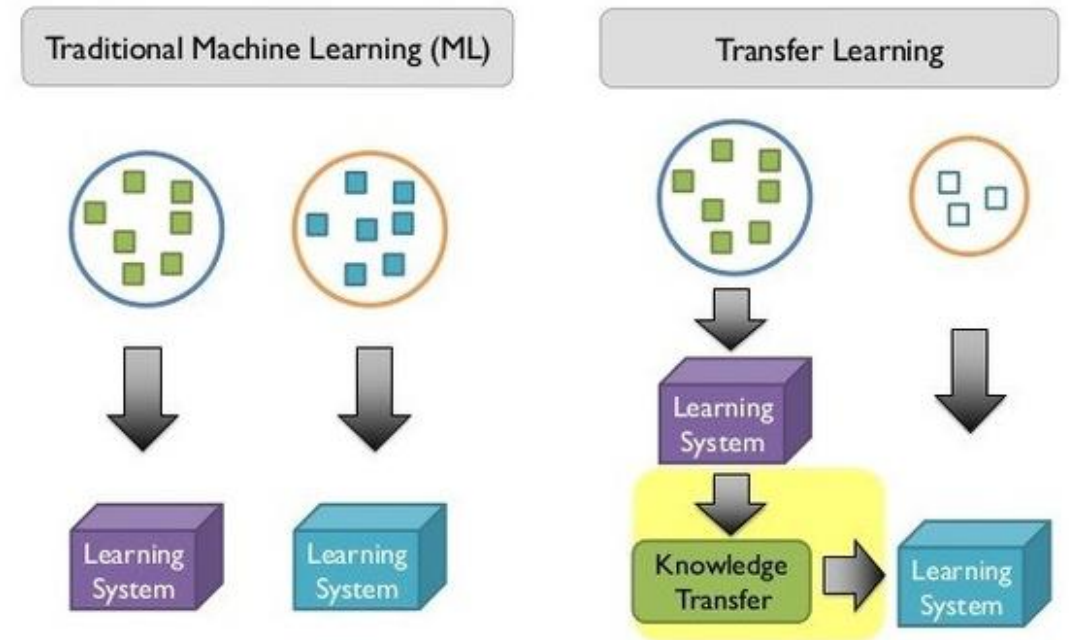 Traditional Machine Learning (ML)
Transfer Learning
Learning
System
Learning
System
Learning
System
Knowledge
Transfer
Learning
System